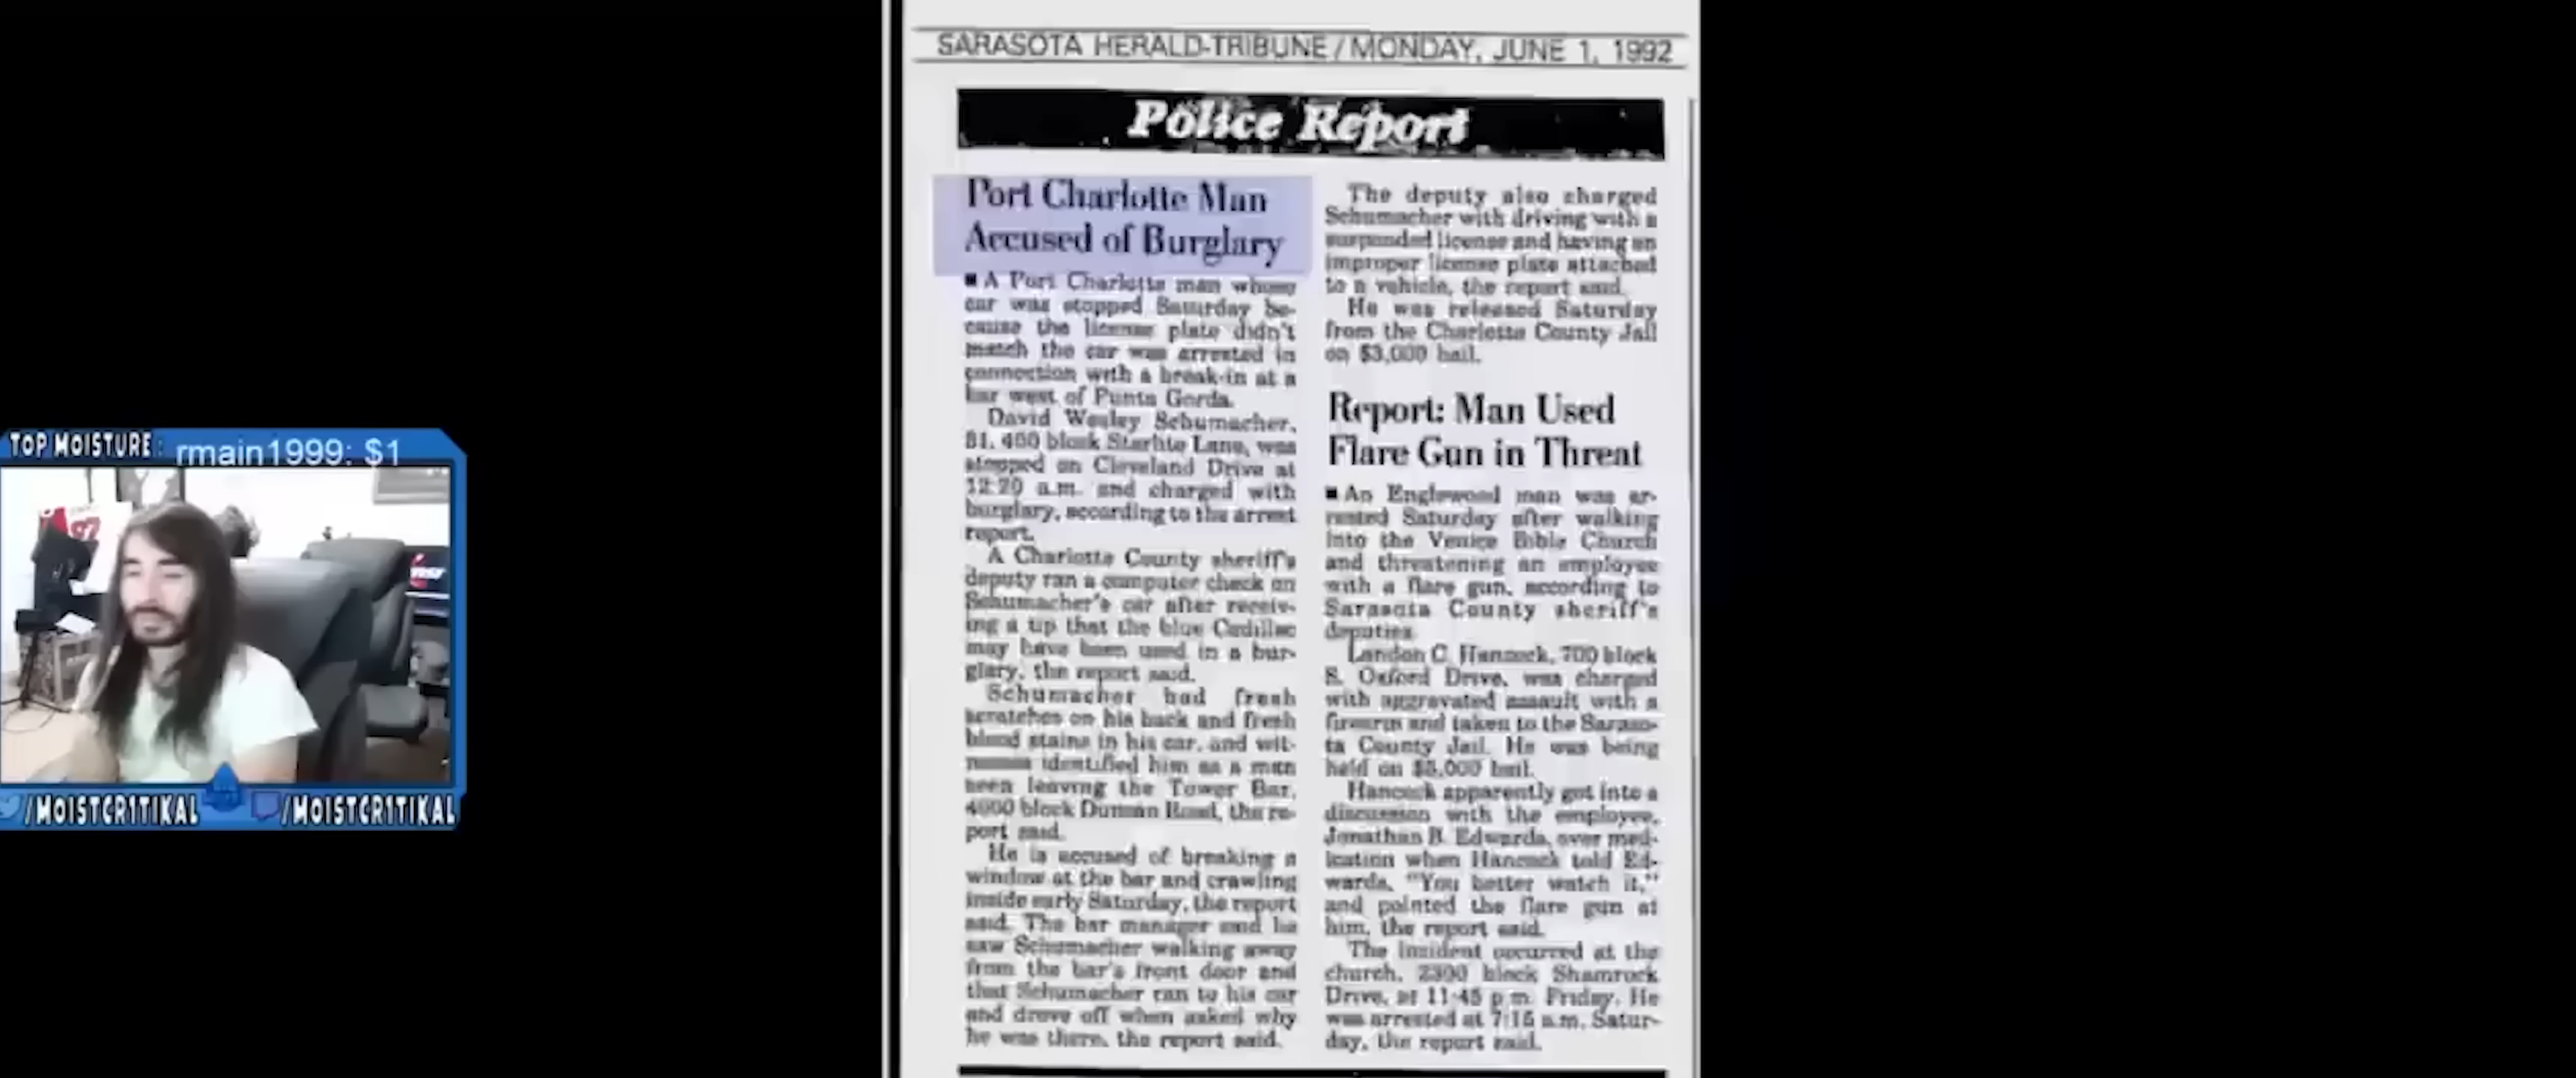 SARASOTA HERALD-TRIBUNE / MONDAY, JUNE 1, 1992
Police Report
Port Charlotte Man
Accused of Burglary
■ A Port Charlotte man whose
car was stopped Saturday be-
cause the license plate didn't
match the car was arrested in
connection with a break-in at a
bar west of Punta Gorda.
David Wesley Schumacher,
400 block Starlite Lane, was
stopped on Cleveland Drive at
12:20 a.m. and charged with
burglary, according to the arrest
report.
A Charlotte County sheriff's
deputy ran a computer check on
Schumacher's car after receiv-
ing a tip that the blue Cadillac
may have been used in a bur-
glary, the report said.
Schumacher had fresh
scratches on his back and fresh
blood stains in his car, and wit-
nesses identified him as a man
seen leaving the Tower Bar,
4000 block Duncan Road, the re-
port said.
He is accused of breaking a
window at the bar and crawling
inside early Saturday, the report
said. The bar manager said he
saw Schumacher walking away
from the bar's front door and
that Schumacher ran to his car
and drove off when asked why
he was there, the report said.
The deputy also charged
Schumacher with driving with a
suspended license and having an
improper license plate attached
to a vehicle, the report said.
He was released Saturday
from the Charlotte County Jail
on $3,000 bail.
Report: Man Used
Flare Gun in Threat
■ An Englewood man was ar-
rested Saturday after walking
into the Venice Bible Church
and threatening an employee
with a flare gun, according to
Sarasota County sheriff's
deputies.
Landon C. Hancock, 700 block
S. Oxford Drive, was charged
with aggravated assault with a
firearm and taken to the Saraso-
ta County Jail. He was being
held on $5,000 bail.
Hancock apparently got into a
discussion with the employee,
Jonathan B. Edwards, over med-
ication when Hancock told Ed-
wards, "You better watch it,"
and pointed the flare gun at
him, the report said.
The incident occurred at the
church, 2300 block Shamrock
Drive, at 11:45 p.m. Friday. He
was arrested at 7:15 a.m. Satur-
day, the report said.
TOP MOISTURE: rmain1999: $1
/MOISTCR1TIKAL /MOISTCR1TIKAL